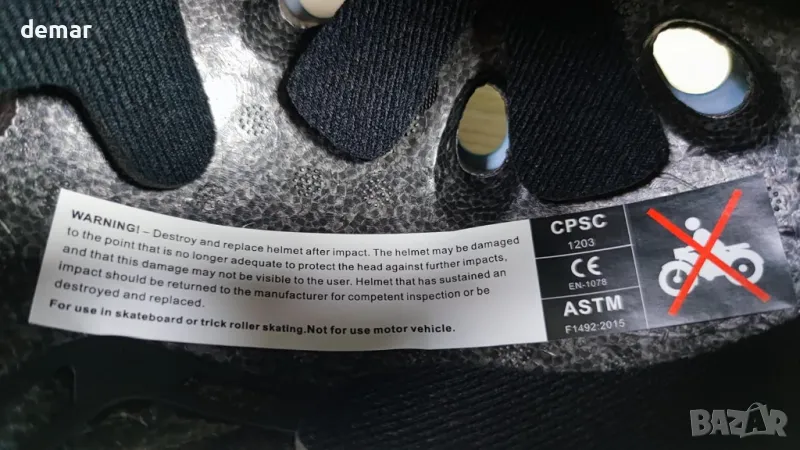 demar
WARNING! – Destroy and replace helmet after impact. The helmet may be damaged
to the point that is no longer adequate to protect the head against further impacts,
and that this damage may not be visible to the user. Helmet that has sustained an
impact should be returned to the manufacturer for competent inspection or be
destroyed and replaced.
For use in skateboard or trick roller skating.Not for use motor vehicle.
CPSC
1203
CE
EN-1078
ASTM
F1492:2015
BAZAR